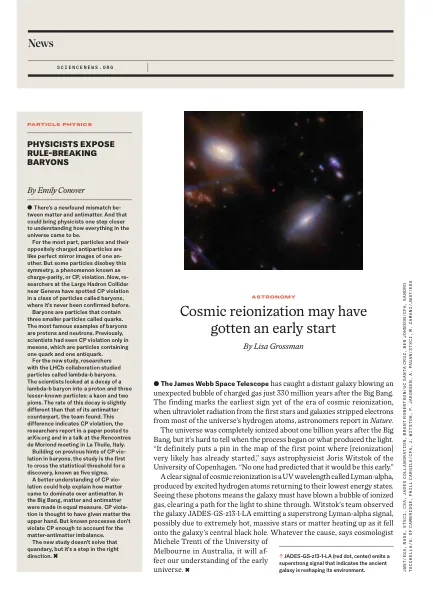 News
SCIENCENEWS.ORG
PARTICLE PHYSICS
PHYSICISTS EXPOSE
RULE-BREAKING
BARYONS
By Emily Conover
● There's a newfound mismatch be-
tween matter and antimatter. And that
could bring physicists one step closer
to understanding how everything in the
universe came to be.
For the most part, particles and their
oppositely charged antiparticles are
like perfect mirror images of one an-
other. But some particles disobey this
symmetry, a phenomenon known as
charge-parity, or CP, violation. Now, re-
searchers at the Large Hadron Collider
near Geneva have spotted CP violation
in a class of particles called baryons,
where it's never been confirmed before.
Baryons are particles that contain
three smaller particles called quarks.
The most famous examples of baryons
are protons and neutrons. Previously,
scientists had seen CP violation only in
mesons, which are particles containing
one quark and one antiquark.
For the new study, researchers
with the LHCb collaboration studied
particles called lambda-b baryons.
The scientists looked at a decay of a
lambda-b baryon into a proton and three
lesser-known particles: a kaon and two
pions. The rate of this decay is slightly
different than that of its antimatter
counterpart, the team found. This
difference indicates CP violation, the
researchers report in a paper posted to
arXiv.org and in a talk at the Rencontres
de Moriond meeting in La Thuile, Italy.
Building on previous hints of CP vio-
lation in baryons, the study is the first
to cross the statistical threshold for a
discovery, known as five sigma.
A better understanding of CP vio-
lation could help explain how matter
came to dominate over antimatter. In
the Big Bang, matter and antimatter
were made in equal measure. CP viola-
tion is thought to have given matter the
upper hand. But known processes don't
violate CP enough to account for the
matter-antimatter imbalance.
The new study doesn't solve that
quandary, but it's a step in the right
direction. ✖
ASTRONOMY
Cosmic reionization may have
gotten an early start
By Lisa Grossman
● The James Webb Space Telescope has caught a distant galaxy blowing an
unexpected bubble of charged gas just 330 million years after the Big Bang.
The finding marks the earliest sign yet of the era of cosmic reionization,
when ultraviolet radiation from the first stars and galaxies stripped electrons
from most of the universe's hydrogen atoms, astronomers report in Nature.
The universe was completely ionized about one billion years after the Big
Bang, but it's hard to tell when the process began or what produced the light.
"It definitely puts a pin in the map of the first point where [reionization]
very likely has already started," says astrophysicist Joris Witstok of the
University of Copenhagen. "No one had predicted that it would be this early."
A clear signal of cosmic reionization is a UV wavelength called Lyman-alpha,
produced by excited hydrogen atoms returning to their lowest energy states.
Seeing these photons means the galaxy must have blown a bubble of ionized
gas, clearing a path for the light to shine through. Witstok's team observed
the galaxy JADES-GS-z13-1-LA emitting a superstrong Lyman-alpha signal,
possibly due to extremely hot, massive stars or matter heating up as it fell
onto the galaxy's central black hole. Whatever the cause, says cosmologist
Michele Trenti of the University of
Melbourne in Australia, it will af-
fect our understanding of the early
universe. ✖
↑ JADES-GS-z13-1-LA (red dot, center) emits a
superstrong signal that indicates the ancient
galaxy is reshaping its environment.